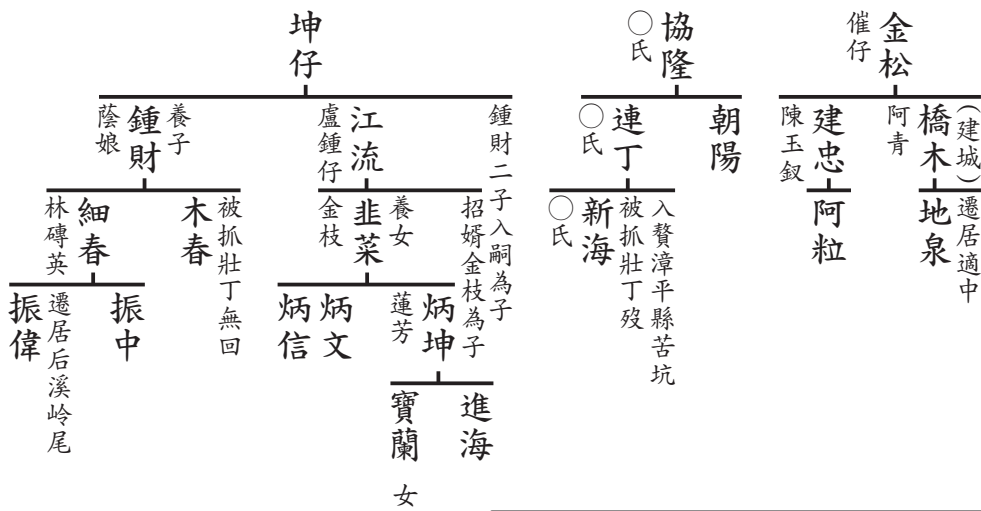 金松
催仔
橋木
(建城)
阿青
建忠
陳玉釵
地泉
遷居適中
阿粒
協隆
○氏
朝陽
連丁
○氏
新海
入贅漳平縣苦坑
被抓壯丁歿
○氏
坤仔
江流
鍾財二子入嗣為子
盧鍾仔
鍾財
養子
蔭娘
韭菜
招婿金枝為子
養女
金枝
木春
被抓壯丁無回
細春
林磚英
炳坤
蓮芳
炳文
炳信
振中
振偉
遷居后溪岭尾
進海
寶蘭
女